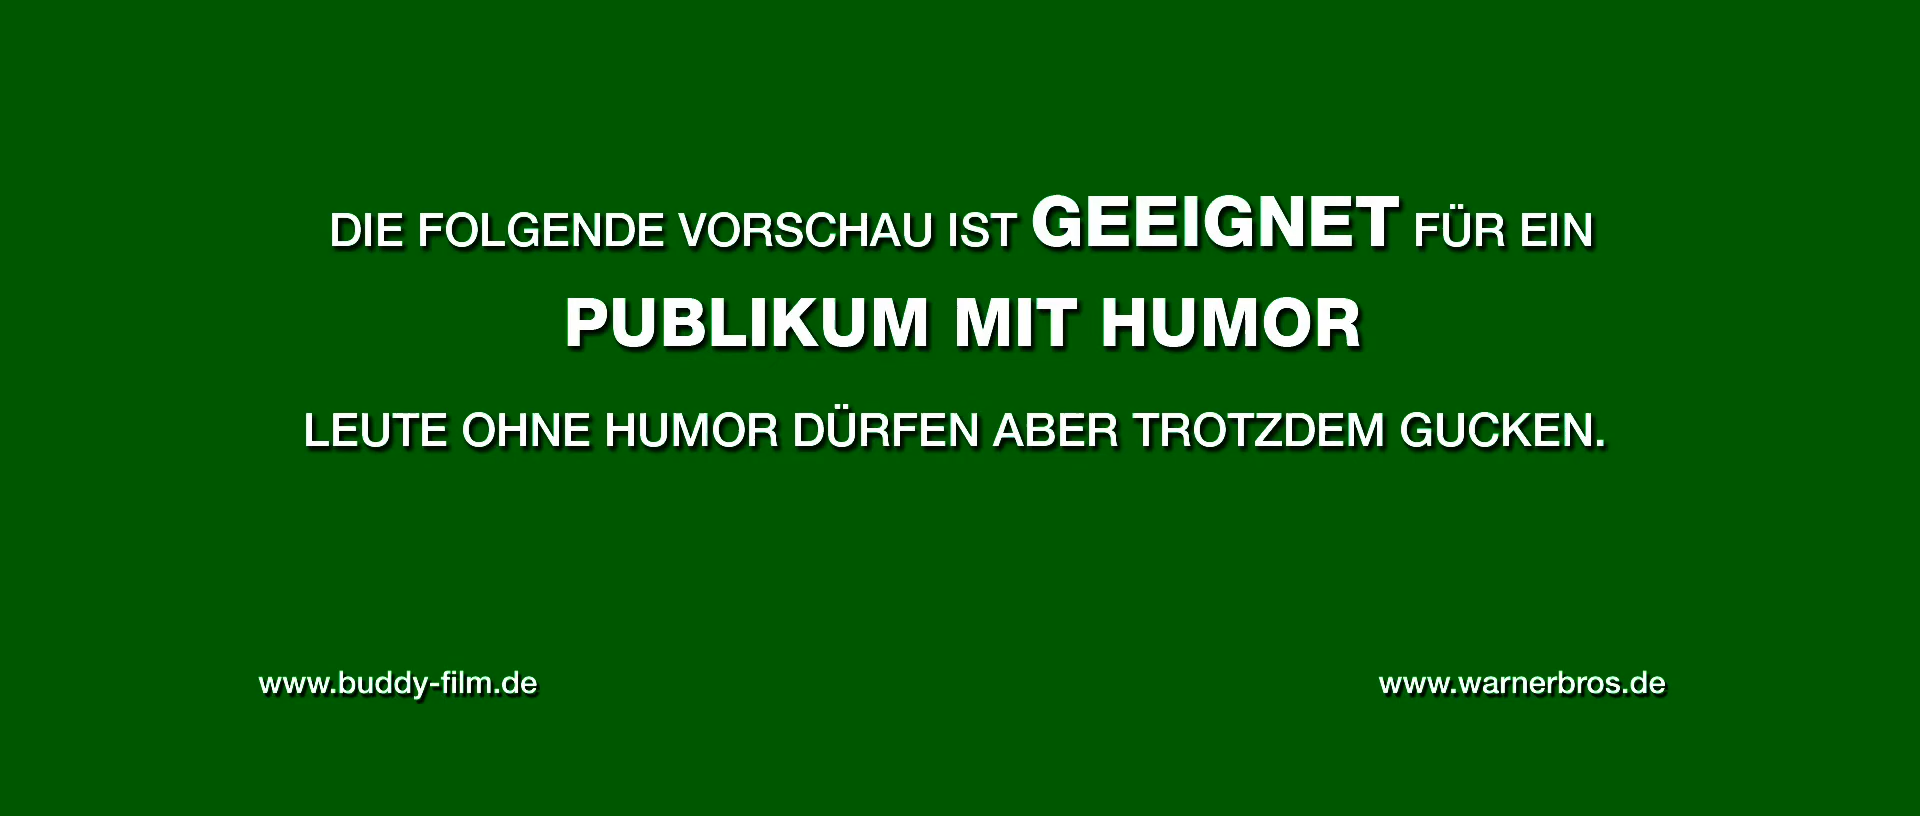 DIE FOLGENDE VORSCHAU IST GEEIGNET FÜR EIN
PUBLIKUM MIT HUMOR
LEUTE OHNE HUMOR DÜRFEN ABER TROTZDEM GUCKEN.
www.buddy-film.de
www.warnerbros.de